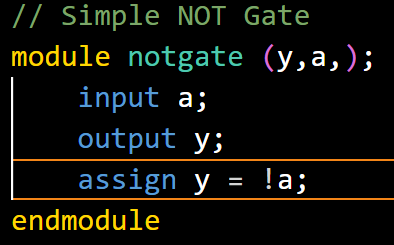 // Simple NOT Gate
module notgate (y,a,);
input a;
output y;
assign y = !a;
endmodule